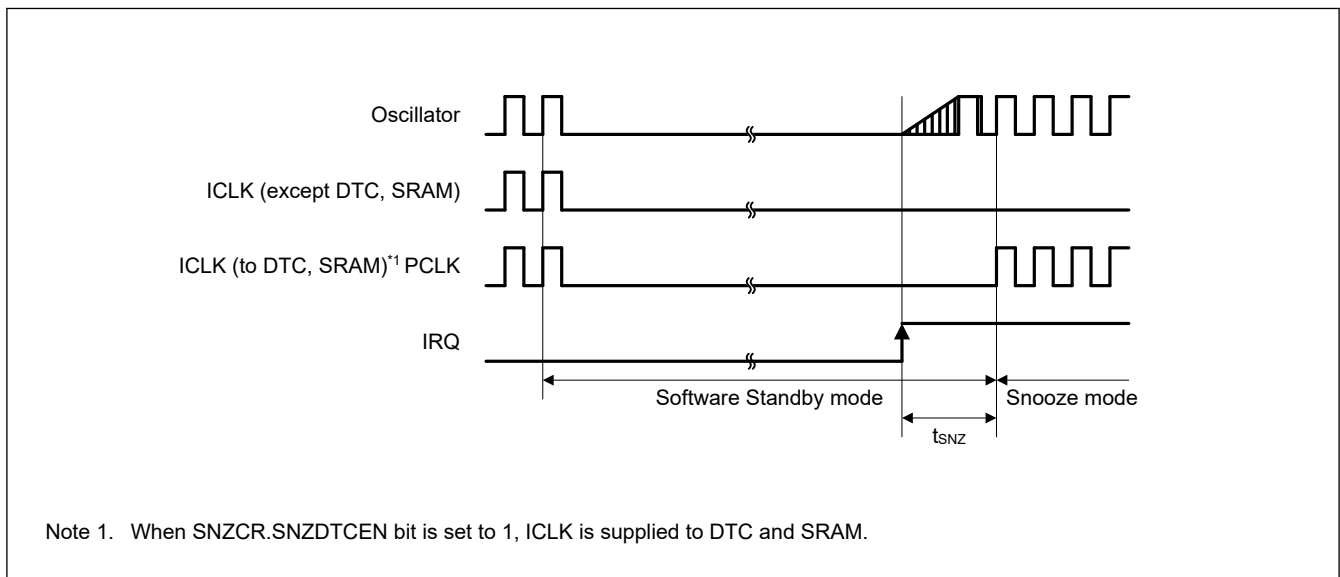 Oscillator
ICLK (except DTC, SRAM)
ICLK (to DTC, SRAM)*1 PCLK
IRQ
Software Standby mode
Snooze mode
tSNZ
Note 1. When SNZCR.SNZDTCEN bit is set to 1, ICLK is supplied to DTC and SRAM.